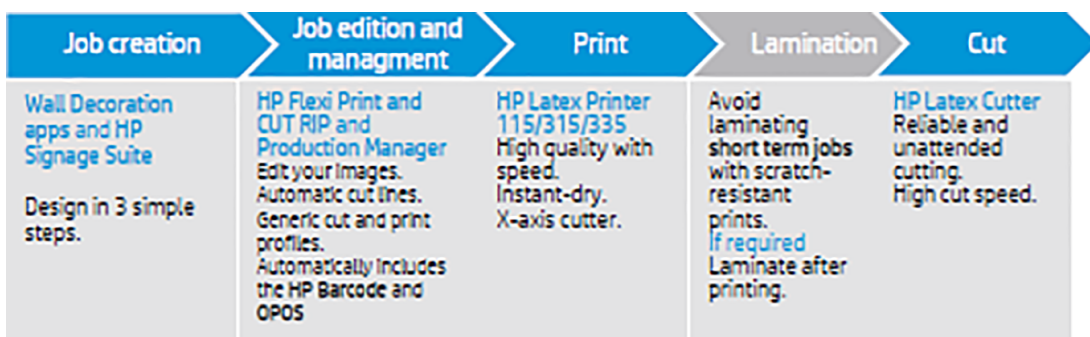 Job creation
Job edition and
managment
Print
Lamination
Cut
Wall Decoration
apps and HP
Signage Suite
Design in 3 simple
steps.
HP Flexi Print and
CUT RIP and
Production Manager
Edit your images.
Automatic cut lines.
Generic cut and print
profiles.
Automatically includes
the HP Barcode and
OPOS
HP Latex Printer
115/315/335
High quality with
speed.
Instant-dry.
X-axis cutter.
Avoid
laminating
short term jobs
with scratch-
resistant
prints.
If required
Laminate after
printing.
HP Latex Cutter
Reliable and
unattended
cutting.
High cut speed.